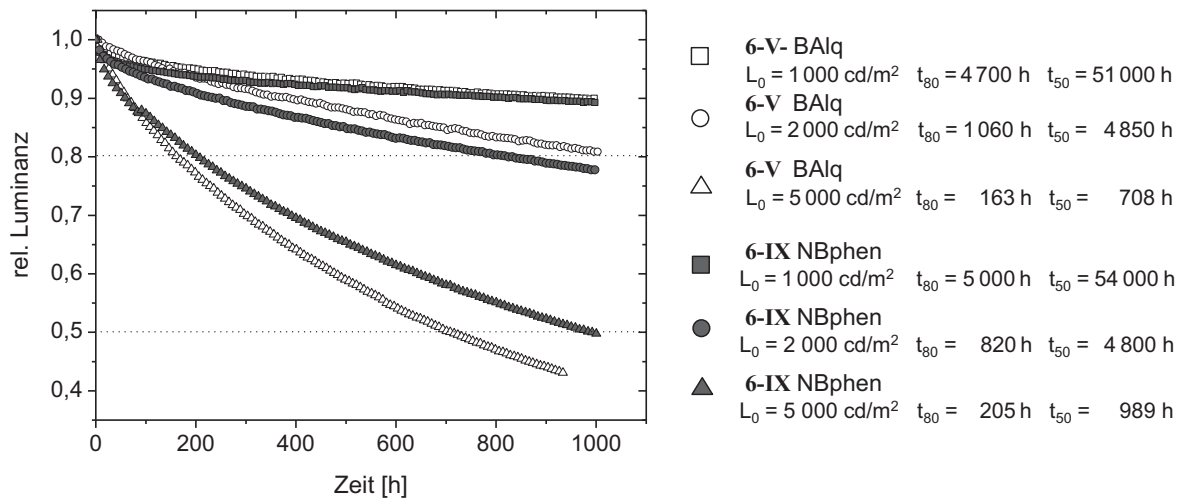 rel. Luminanz
1,0
0,9
0,8
0,7
0,6
0,5
0,4
0
200
400
600
800
1000
Zeit [h]
6-V- BAlq
L₀ = 1 000 cd/m² t₈₀ = 4 700 h t₅₀ = 51 000 h
6-V BAlq
L₀ = 2 000 cd/m² t₈₀ = 1 060 h t₅₀ = 4 850 h
6-V BAlq
L₀ = 5 000 cd/m² t₈₀ = 163 h t₅₀ = 708 h
6-IX NBphen
L₀ = 1 000 cd/m² t₈₀ = 5 000 h t₅₀ = 54 000 h
6-IX NBphen
L₀ = 2 000 cd/m² t₈₀ = 820 h t₅₀ = 4 800 h
6-IX NBphen
L₀ = 5 000 cd/m² t₈₀ = 205 h t₅₀ = 989 h